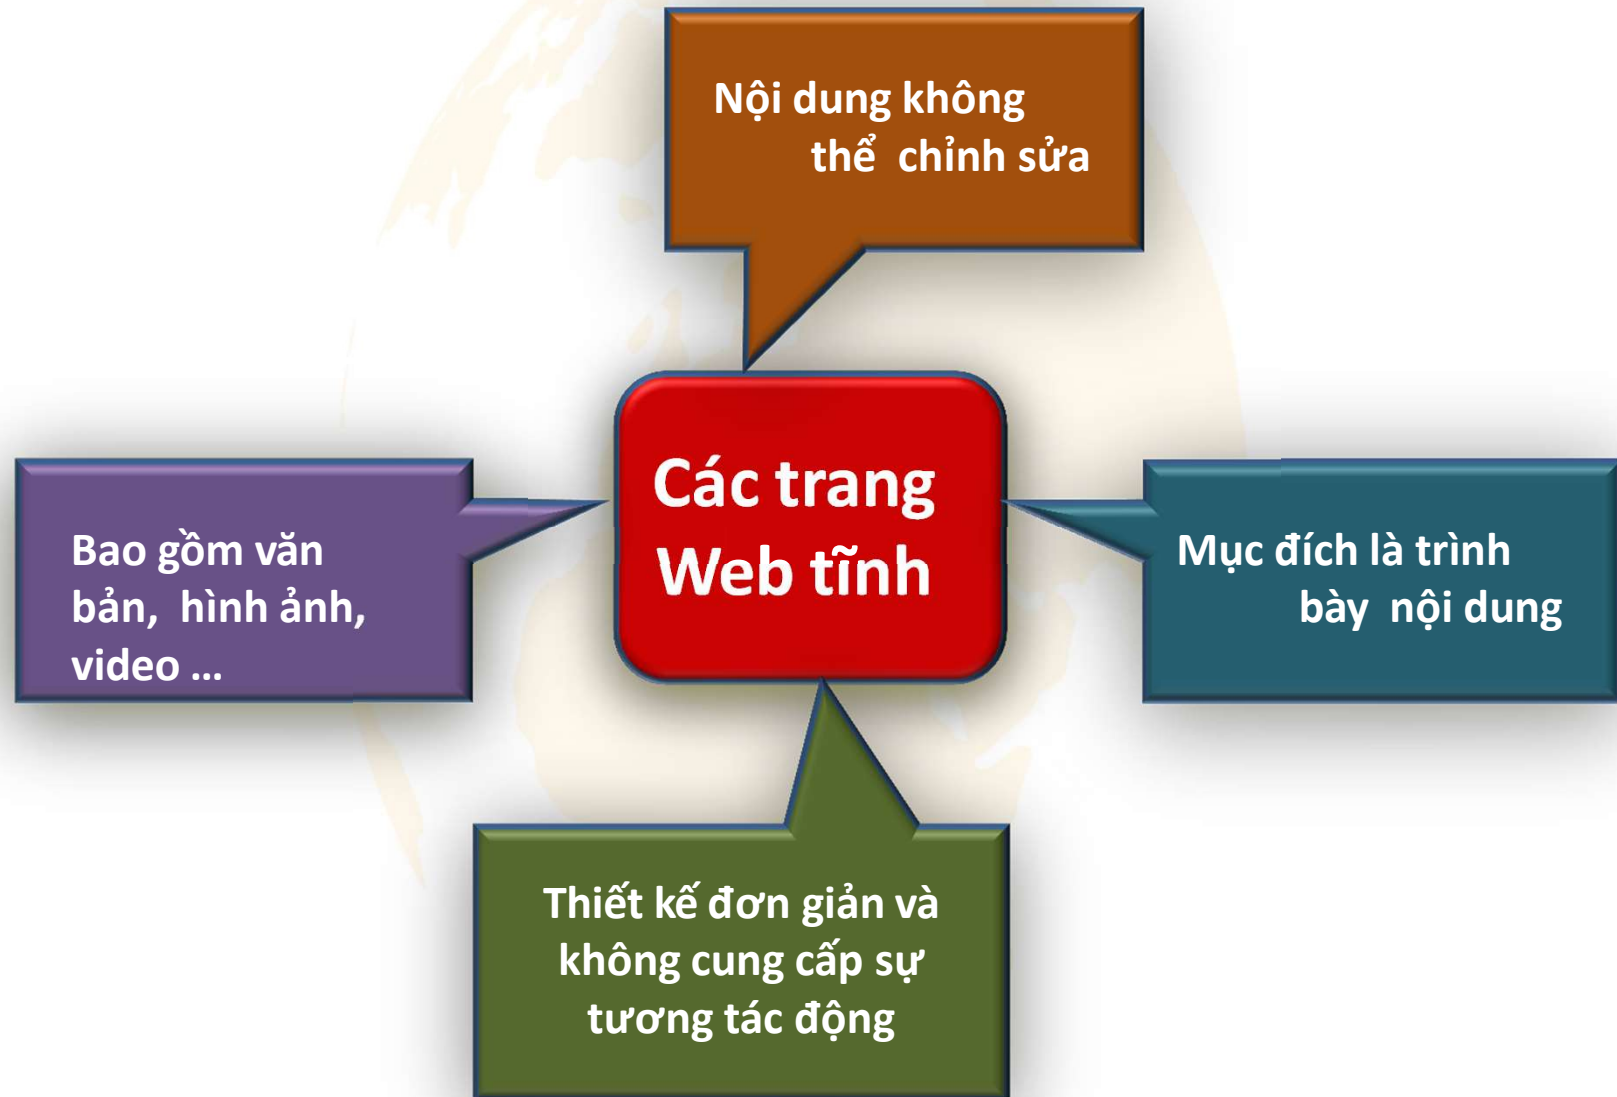 Nội dung không
thể chỉnh sửa
Các trang
Web tĩnh
Bao gồm văn
bản, hình ảnh,
video ...
Mục đích là trình
bày nội dung
Thiết kế đơn giản và
không cung cấp sự
tương tác động